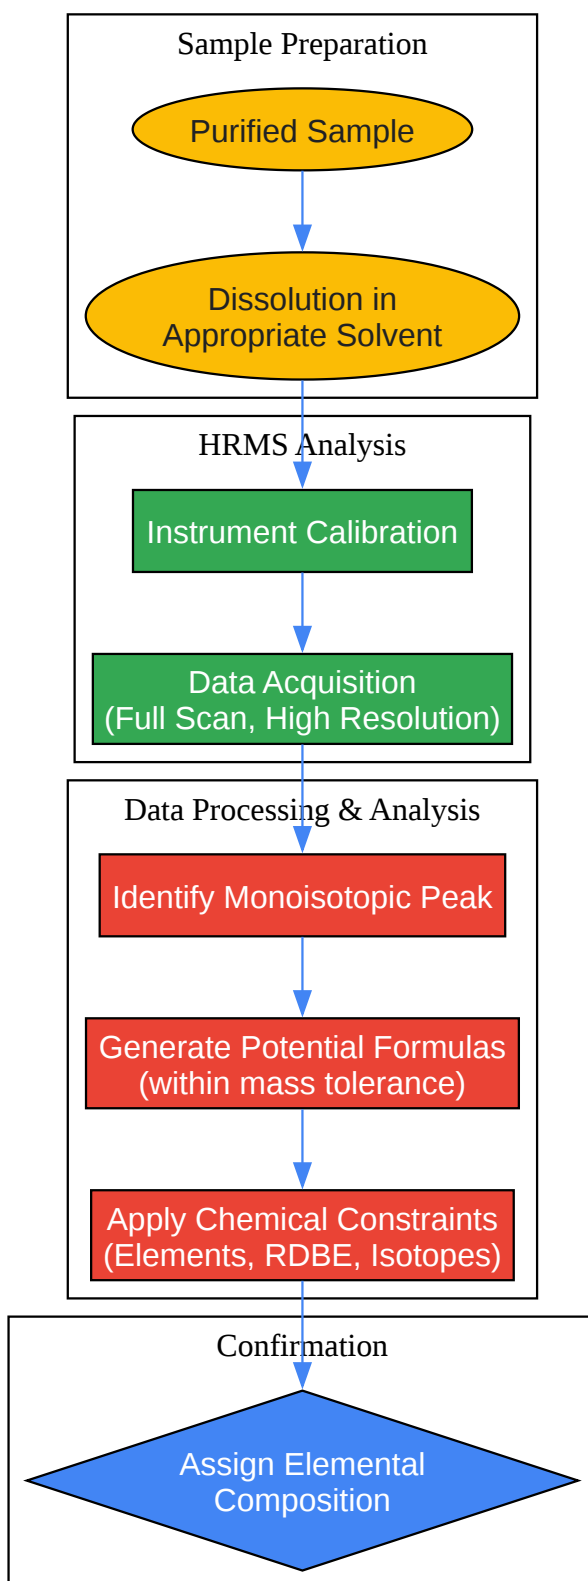 Sample Preparation
Purified Sample
Dissolution in
Appropriate Solvent
HRMS Analysis
Instrument Calibration
Data Acquisition
(Full Scan, High Resolution)
Data Processing & Analysis
Identify Monoisotopic Peak
Generate Potential Formulas
(within mass tolerance)
Apply Chemical Constraints
(Elements, RDBE, Isotopes)
Confirmation
Assign Elemental
Composition